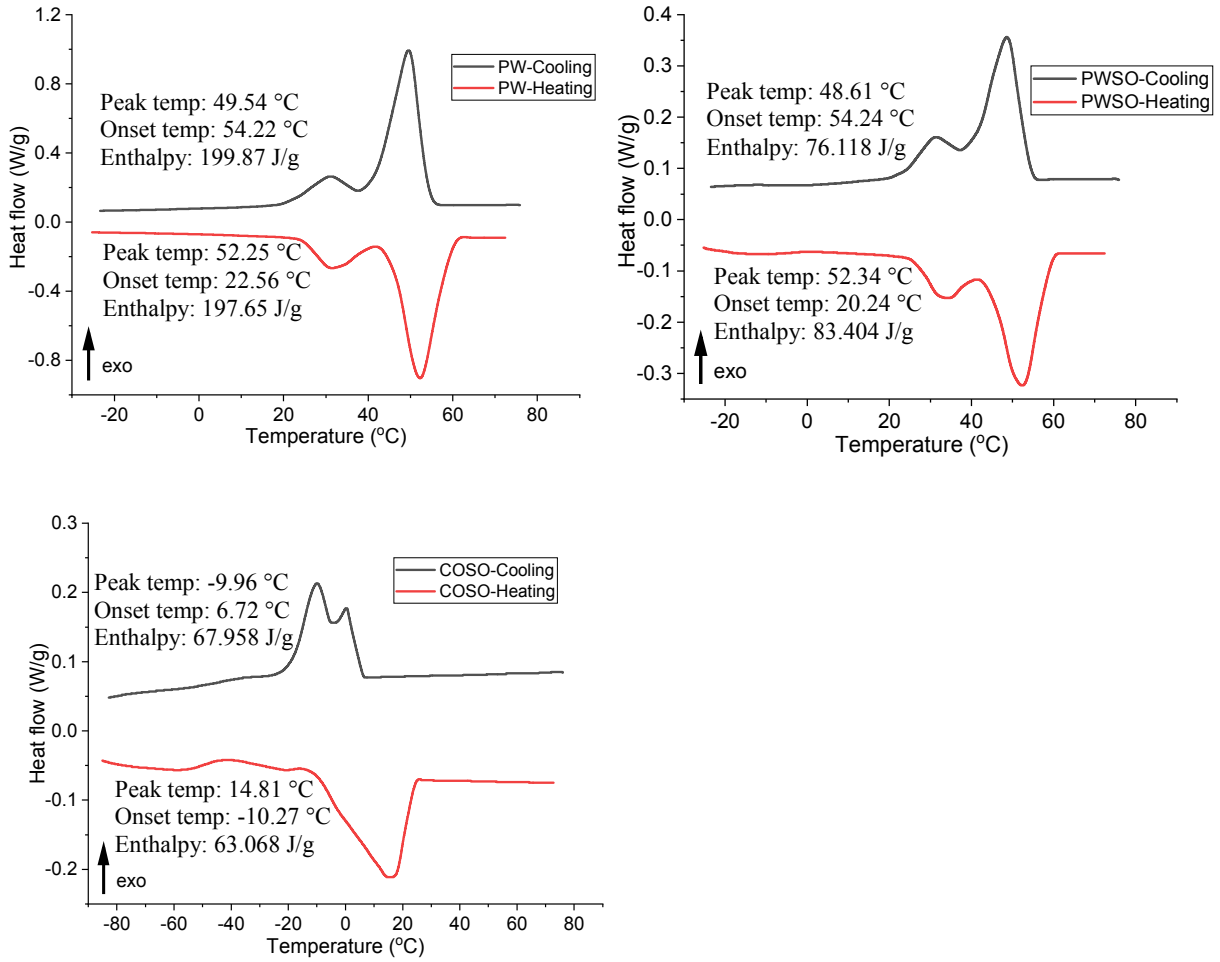 1.2
0.8
0.4
0.0
-0.4
-0.8
Heat flow (W/g)
PW-Cooling
PW-Heating
Peak temp: 49.54 °C
Onset temp: 54.22 °C
Enthalpy: 199.87 J/g
Peak temp: 52.25 °C
Onset temp: 22.56 °C
Enthalpy: 197.65 J/g
exo
-20 0 20 40 60 80
Temperature (°C)
0.4
0.3
0.2
0.1
0.0
-0.1
-0.2
-0.3
Heat flow (W/g)
PWSO-Cooling
PWSO-Heating
Peak temp: 48.61 °C
Onset temp: 54.24 °C
Enthalpy: 76.118 J/g
Peak temp: 52.34 °C
Onset temp: 20.24 °C
Enthalpy: 83.404 J/g
exo
-20 0 20 40 60 80
Temperature (°C)
0.3
0.2
0.1
0.0
-0.1
-0.2
Heat flow (W/g)
COSO-Cooling
COSO-Heating
Peak temp: -9.96 °C
Onset temp: 6.72 °C
Enthalpy: 67.958 J/g
Peak temp: 14.81 °C
Onset temp: -10.27 °C
Enthalpy: 63.068 J/g
exo
-80 -60 -40 -20 0 20 40 60 80
Temperature (°C)